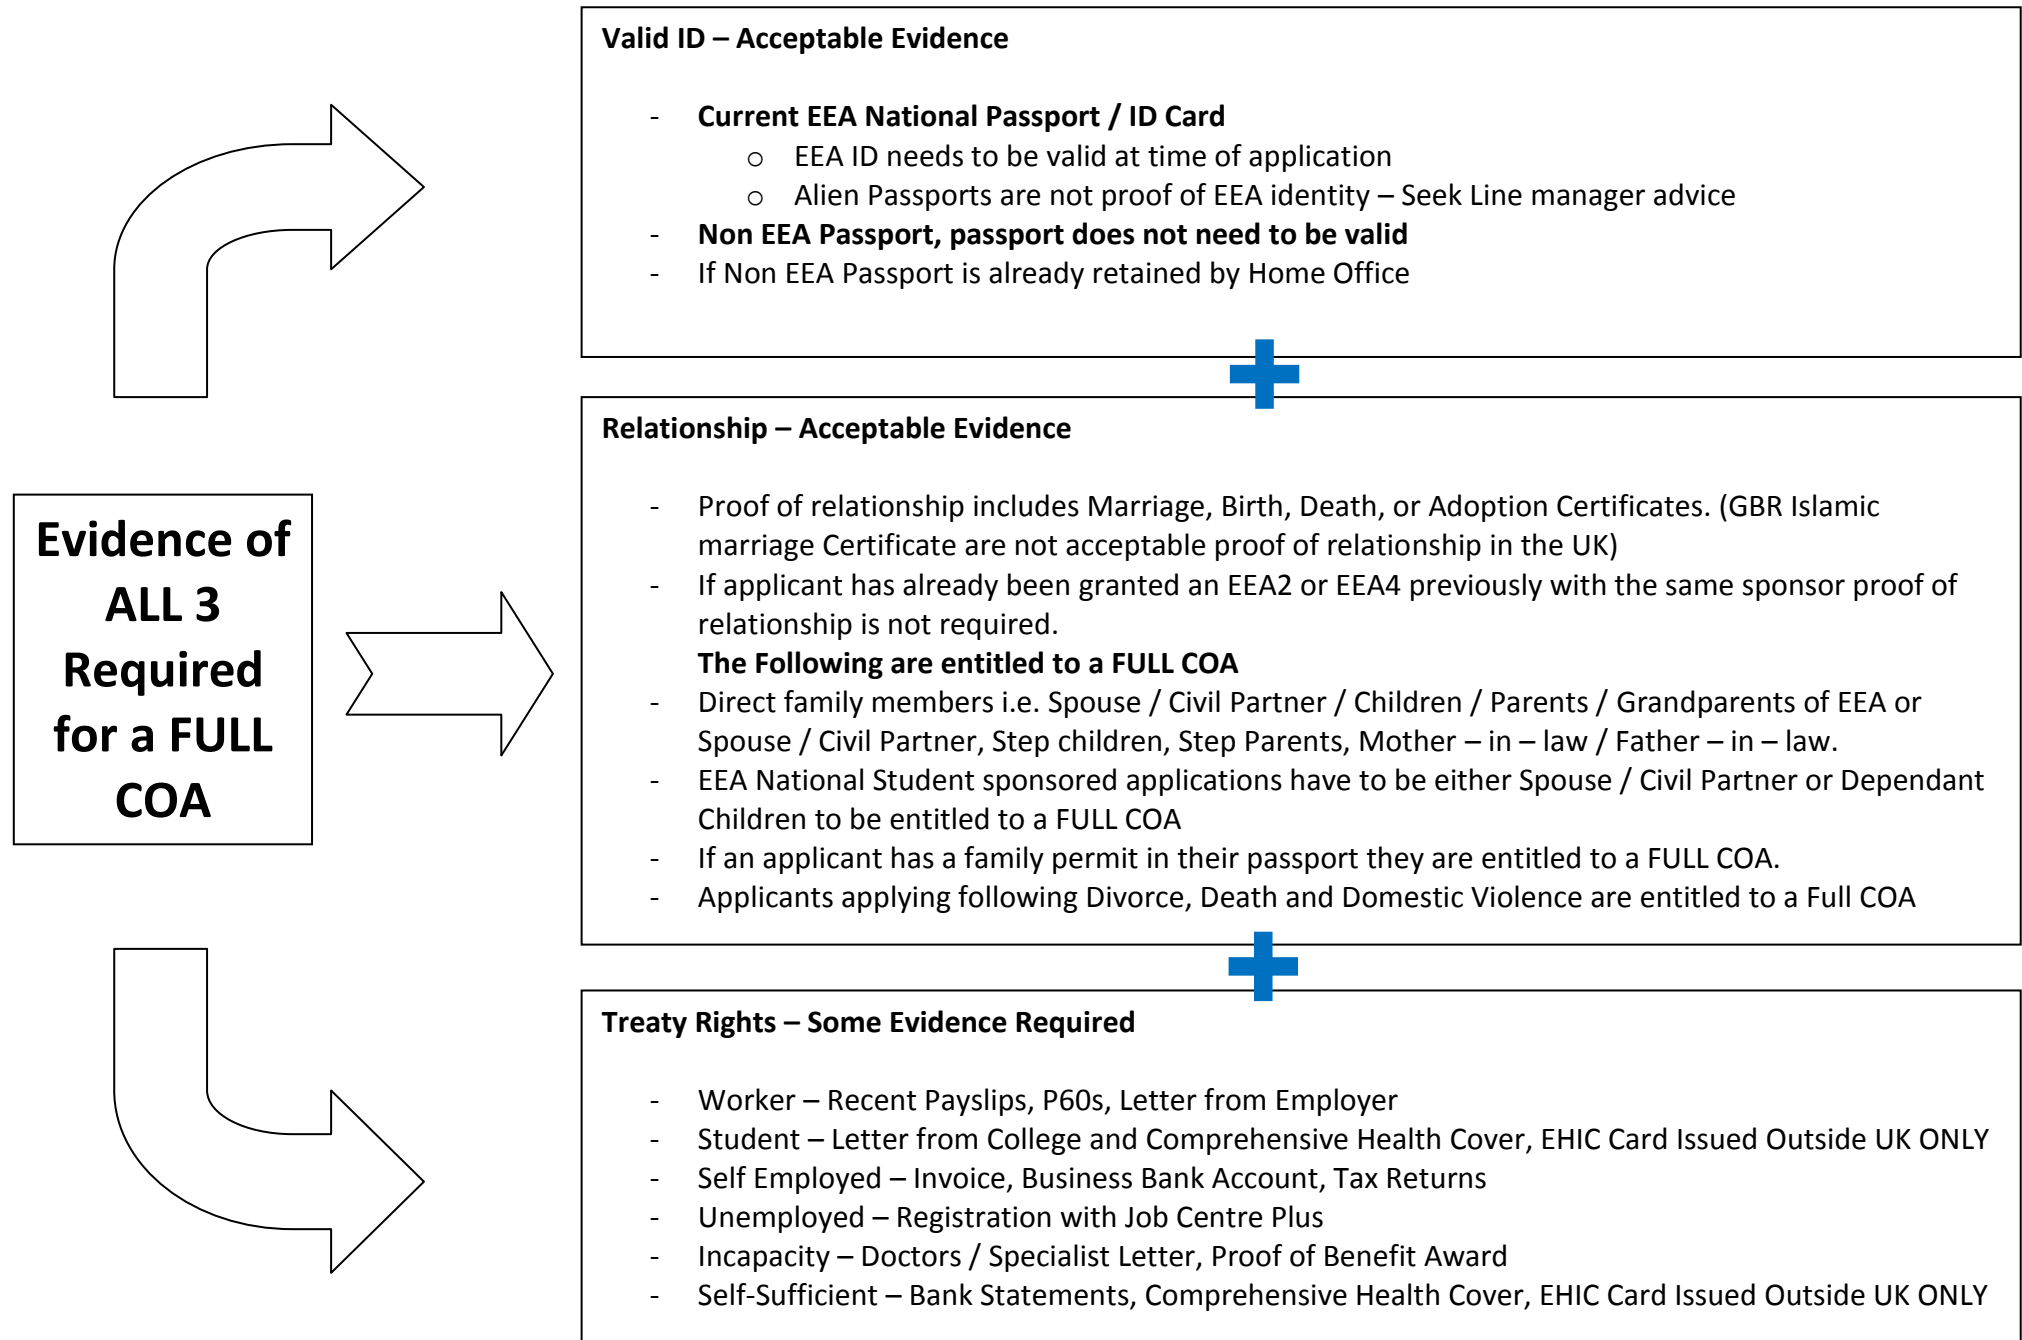 Evidence of
ALL 3
Required
for a FULL
COA
Valid ID – Acceptable Evidence
- Current EEA National Passport / ID Card
o EEA ID needs to be valid at time of application
o Alien Passports are not proof of EEA identity – Seek Line manager advice
- Non EEA Passport, passport does not need to be valid
- If Non EEA Passport is already retained by Home Office
Relationship – Acceptable Evidence
- Proof of relationship includes Marriage, Birth, Death, or Adoption Certificates. (GBR Islamic
marriage Certificate are not acceptable proof of relationship in the UK)
- If applicant has already been granted an EEA2 or EEA4 previously with the same sponsor proof of
relationship is not required.
The Following are entitled to a FULL COA
- Direct family members i.e. Spouse / Civil Partner / Children / Parents / Grandparents of EEA or
Spouse / Civil Partner, Step children, Step Parents, Mother – in – law / Father – in – law.
- EEA National Student sponsored applications have to be either Spouse / Civil Partner or Dependant
Children to be entitled to a FULL COA
- If an applicant has a family permit in their passport they are entitled to a FULL COA.
- Applicants applying following Divorce, Death and Domestic Violence are entitled to a Full COA
Treaty Rights – Some Evidence Required
- Worker – Recent Payslips, P60s, Letter from Employer
- Student – Letter from College and Comprehensive Health Cover, EHIC Card Issued Outside UK ONLY
- Self Employed – Invoice, Business Bank Account, Tax Returns
- Unemployed – Registration with Job Centre Plus
- Incapacity – Doctors / Specialist Letter, Proof of Benefit Award
- Self-Sufficient – Bank Statements, Comprehensive Health Cover, EHIC Card Issued Outside UK ONLY